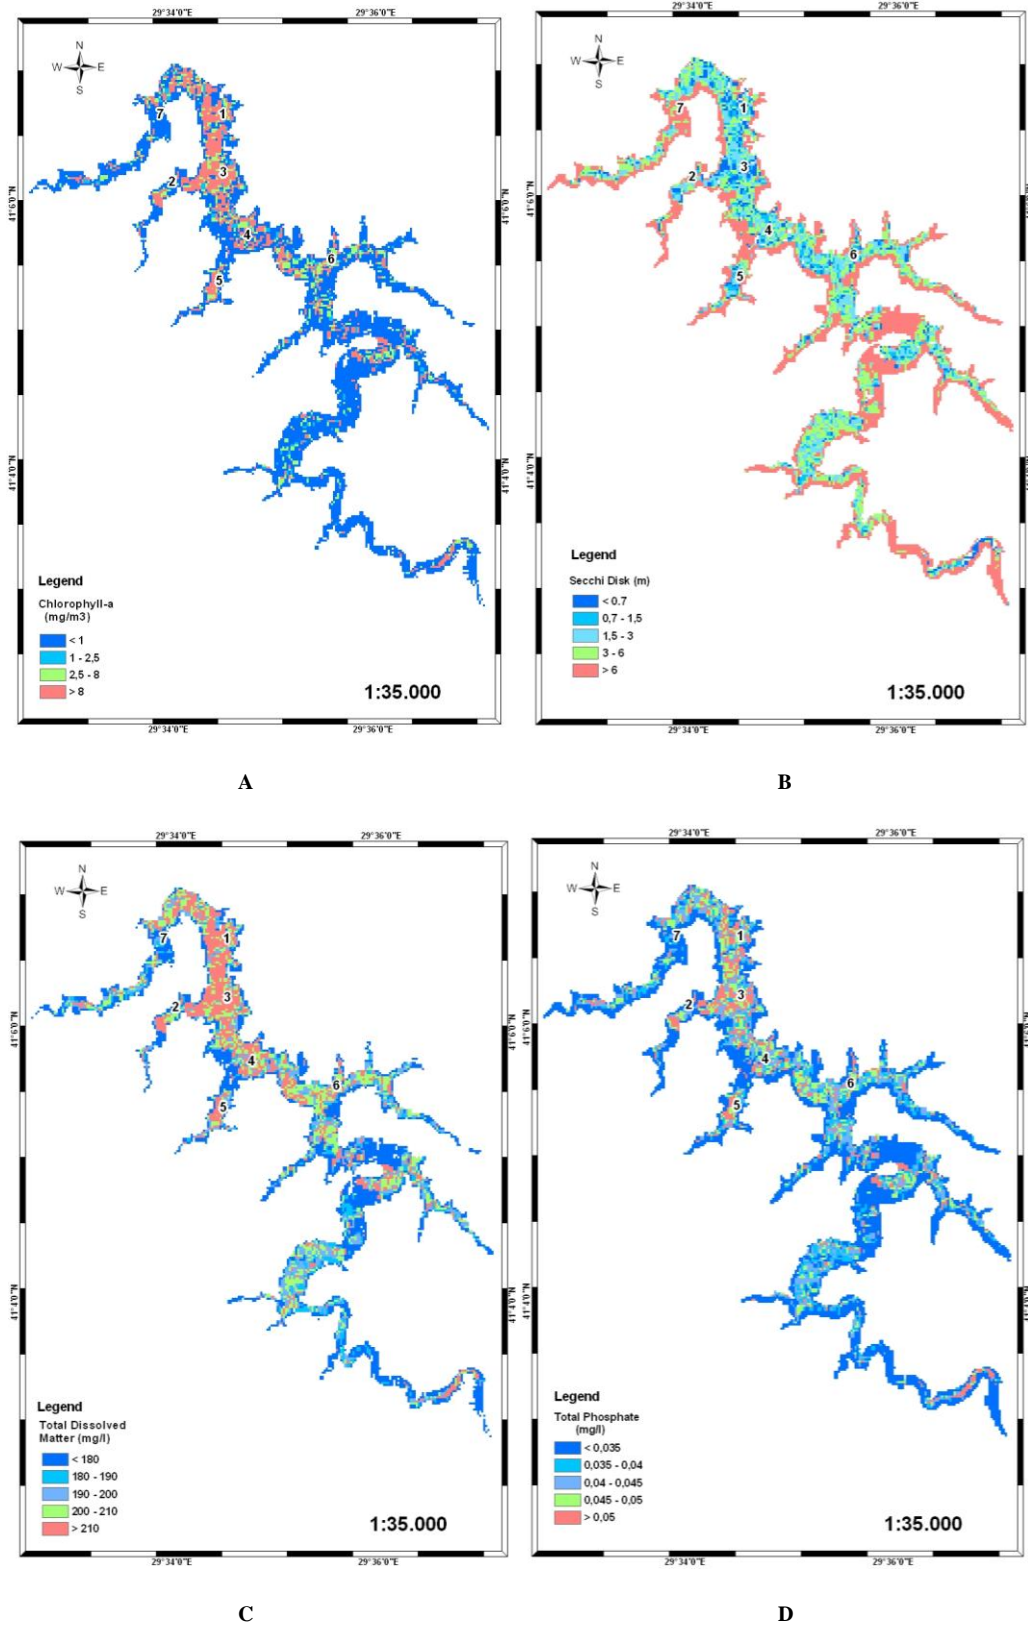 29°34'0"E 29°36'0"E
N
W E
S
7 1
2 3
4
6
5
41°6'0"N
41°4'0"N
Legend
Chlorophyll-a
(mg/m3)
< 1
1 - 2,5
2,5 - 8
> 8
1:35.000
29°34'0"E 29°36'0"E
A
29°34'0"E 29°36'0"E
N
W E
S
7 1
2 3
4
6
5
41°6'0"N
41°4'0"N
Legend
Secchi Disk (m)
< 0.7
0,7 - 1,5
1,5 - 3
3 - 6
> 6
1:35.000
29°34'0"E 29°36'0"E
B
29°34'0"E 29°36'0"E
N
W E
S
7 1
2 3
4
6
5
41°6'0"N 41°6'0"N
41°4'0"N 41°4'0"N
Legend
Total Dissolved
Matter (mg/l)
< 180
180 - 190
190 - 200
200 - 210
> 210
1:35.000
29°34'0"E 29°36'0"E
C
29°34'0"E 29°36'0"E
N
W E
S
7 1
2 3
4
6
5
41°6'0"N
41°4'0"N
Legend
Total Phosphate
(mg/l)
< 0,035
0,035 - 0,04
0,04 - 0,045
0,045 - 0,05
> 0,05
1:35.000
29°34'0"E 29°36'0"E
D